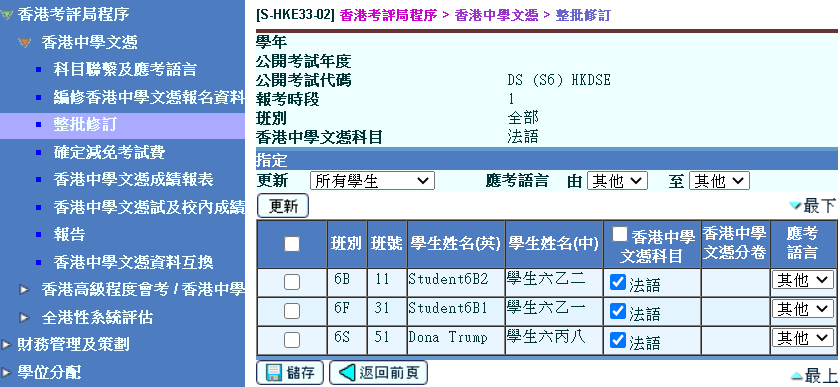 香港考評局程序
香港中學文憑
科目聯繫及應考語言
編修香港中學文憑報名資料
整批修訂
確定減免考試費
香港中學文憑成績報表
香港中學文憑試及校內成績
報告
香港中學文憑資料互換
香港高級程度會考 / 香港中學
全港性系統評估
財務管理及策劃
學位分配
[S-HKE33-02] 香港考評局程序 > 香港中學文憑 > 整批修訂
學年
公開考試年度
公開考試代碼 DS (S6) HKDSE
報考時段 1
班別 全部
香港中學文憑科目 法語
指定
更新 所有學生 應考語言 由 其他 至 其他
更新 最下
班別 班號 學生姓名(英) 學生姓名(中) 香港中學文憑科目 香港中學文憑分卷 應考語言
6B 11 Student6B2 學生六乙二 法語 其他
6F 31 Student6B1 學生六乙一 法語 其他
6S 51 Dona Trump 學生六丙八 法語 其他
儲存 返回前頁 最上